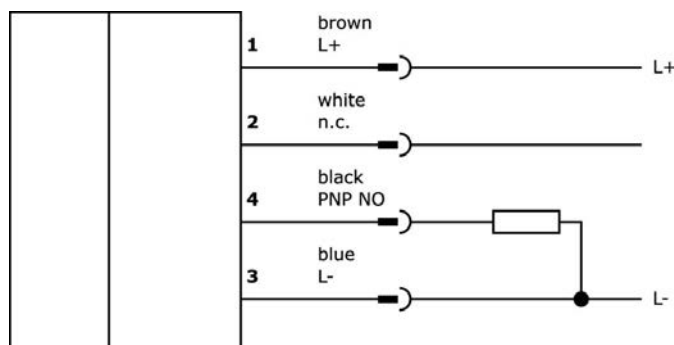 brown
1 L+
L+
white
2 n.c.
black
4 PNP NO
blue
3 L-
L-